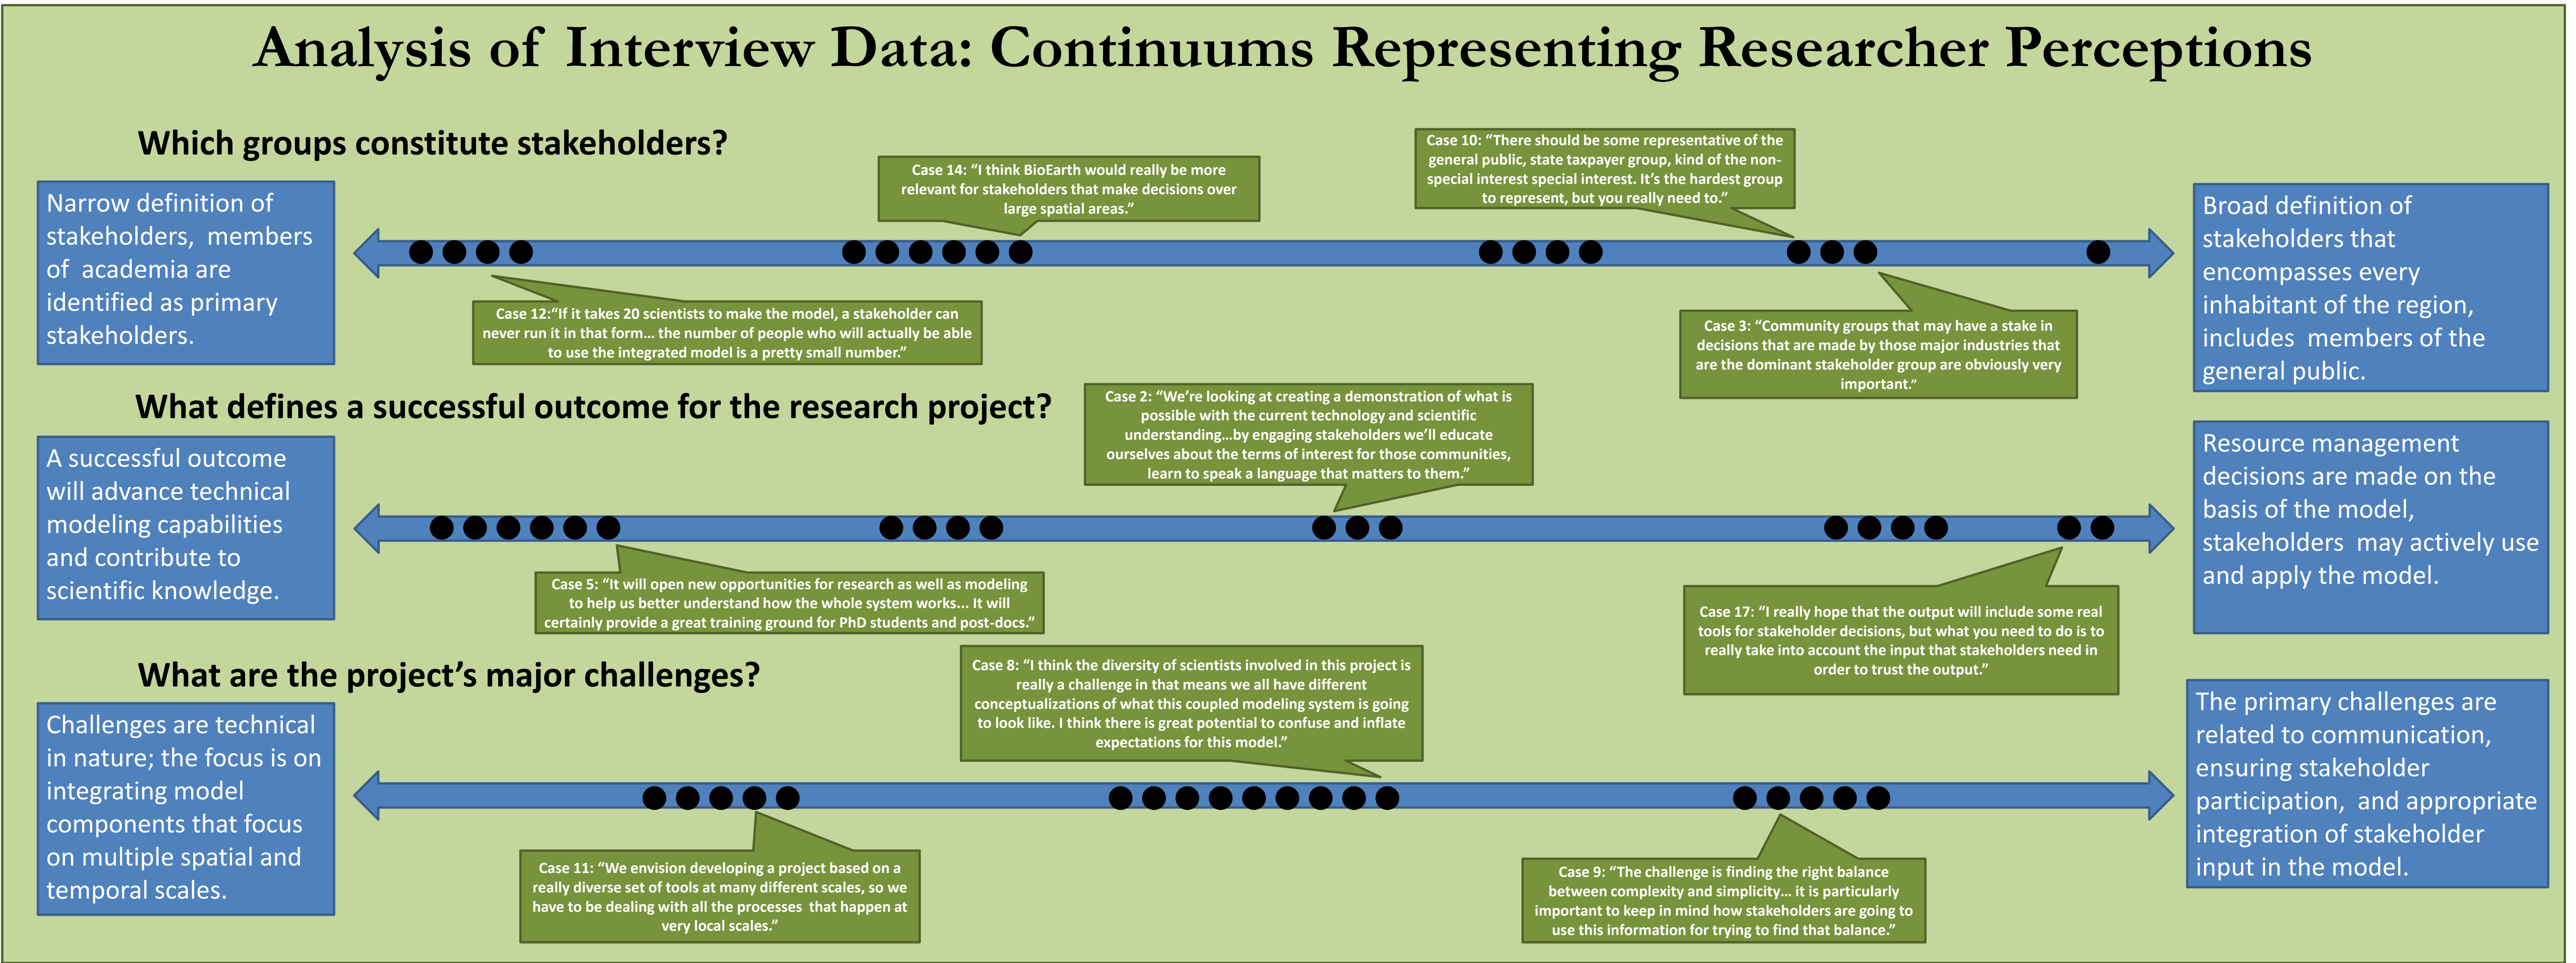 Analysis of Interview Data: Continuums Representing Researcher Perceptions
Which groups constitute stakeholders?
Narrow definition of
stakeholders, members
of academia are
identified as primary
stakeholders.
Case 14: “I think BioEarth would really be more
relevant for stakeholders that make decisions over
large spatial areas.”
Case 10: “There should be some representative of the
general public, state taxpayer group, kind of the non-
special interest special interest. It’s the hardest group
to represent, but you really need to.”
Case 12:“If it takes 20 scientists to make the model, a stakeholder can
never run it in that form… the number of people who will actually be able
to use the integrated model is a pretty small number.”
Case 3: “Community groups that may have a stake in
decisions that are made by those major industries that
are the dominant stakeholder group are obviously very
important.”
Broad definition of
stakeholders that
encompasses every
inhabitant of the region,
includes members of the
general public.
What defines a successful outcome for the research project?
A successful outcome
will advance technical
modeling capabilities
and contribute to
scientific knowledge.
Case 2: “We’re looking at creating a demonstration of what is
possible with the current technology and scientific
understanding…by engaging stakeholders we’ll educate
ourselves about the terms of interest for those communities,
learn to speak a language that matters to them.”
Case 5: “It will open new opportunities for research as well as modeling
to help us better understand how the whole system works… It will
certainly provide a great training ground for PhD students and post-docs.”
Case 17: “I really hope that the output will include some real
tools for stakeholder decisions, but what you need to do is to
really take into account the input that stakeholders need in
order to trust the output.”
Resource management
decisions are made on the
basis of the model,
stakeholders may actively use
and apply the model.
What are the project’s major challenges?
Challenges are technical
in nature; the focus is on
integrating model
components that focus
on multiple spatial and
temporal scales.
Case 8: “I think the diversity of scientists involved in this project is
really a challenge in that means we all have different
conceptualizations of what this coupled modeling system is going
to look like. I think there is great potential to confuse and inflate
expectations for this model.”
Case 11: “We envision developing a project based on a
really diverse set of tools at many different scales, so we
have to be dealing with all the processes that happen at
very local scales.”
Case 9: “The challenge is finding the right balance
between complexity and simplicity… it is particularly
important to keep in mind how stakeholders are going to
use this information for trying to find that balance.”
The primary challenges are
related to communication,
ensuring stakeholder
participation, and appropriate
integration of stakeholder
input in the model.